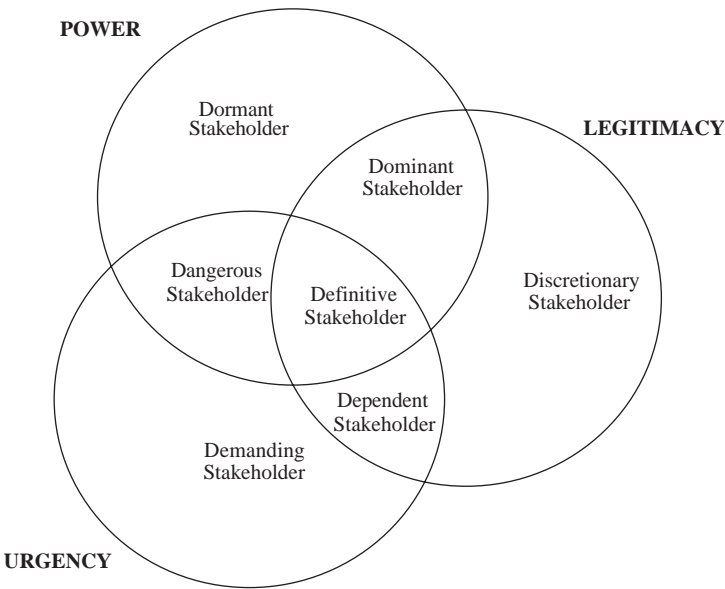 POWER
Dormant
Stakeholder
LEGITIMACY
Dominant
Stakeholder
Dangerous
Stakeholder
Definitive
Stakeholder
Discretionary
Stakeholder
Dependent
Stakeholder
Demanding
Stakeholder
URGENCY